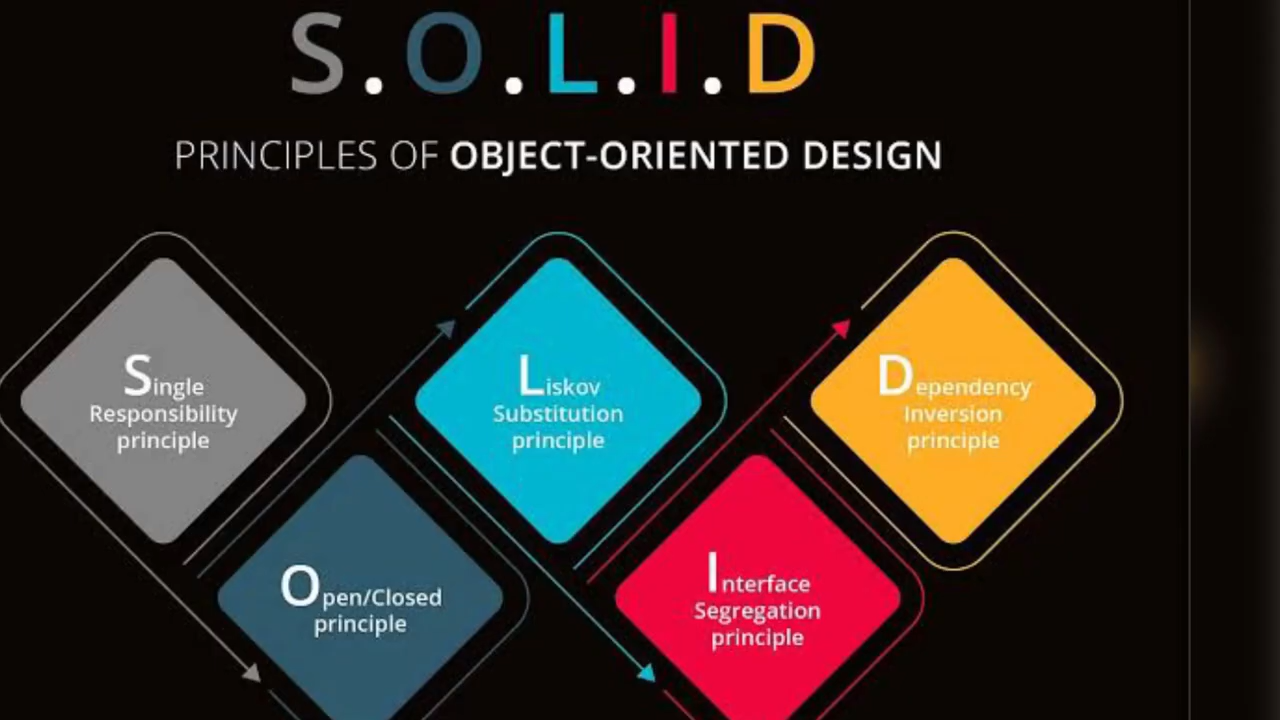 S.O.L.I.D
PRINCIPLES OF OBJECT-ORIENTED DESIGN
Single
Responsibility
principle
Open/Closed
principle
Liskov
Substitution
principle
Interface
Segregation
principle
Dependency
Inversion
principle